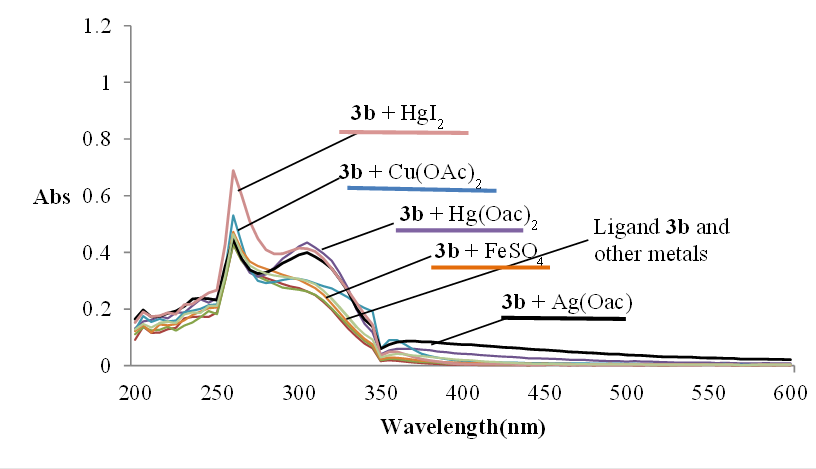 1.2
1
0.8
0.6
0.4
0.2
0
Abs
3b + HgI2
3b + Cu(OAc)2
3b + Hg(Oac)2
3b + FeSO4
Ligand 3b and
other metals
3b + Ag(Oac)
200 250 300 350 400 450 500 550 600
Wavelength(nm)